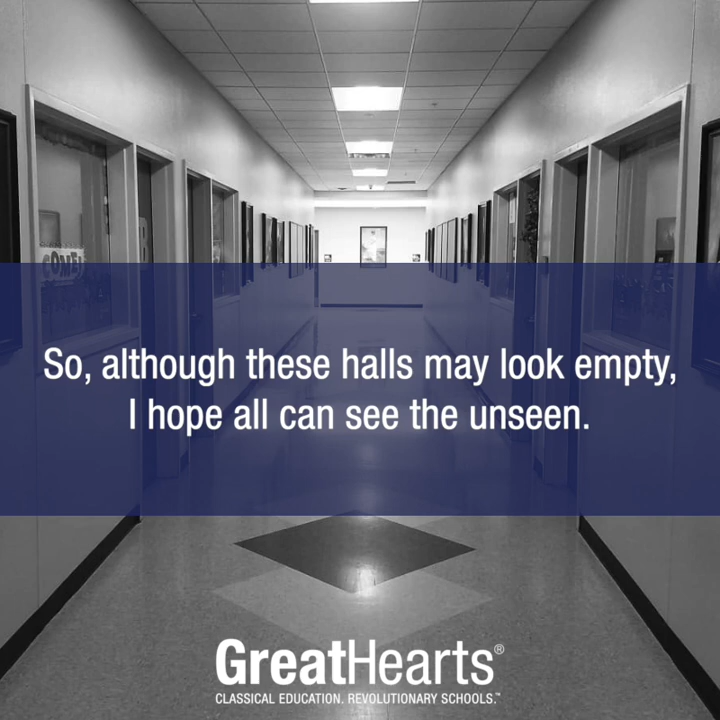 COME!
So, although these halls may look empty,
I hope all can see the unseen.
GreatHearts®
CLASSICAL EDUCATION. REVOLUTIONARY SCHOOLS.™